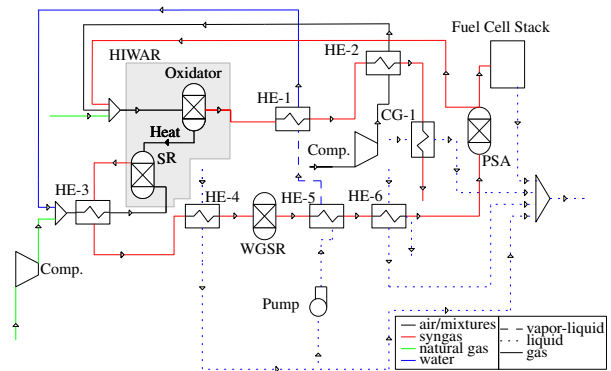 Fuel Cell Stack
HIWAR
HE-2
Oxidator
HE-1
CG-1
Heat
Comp.
PSA
SR
HE-3
HE-4
HE-5
HE-6
WGSR
Comp.
Pump
air/mixtures
syngas
natural gas
water
vapor-liquid
liquid
gas